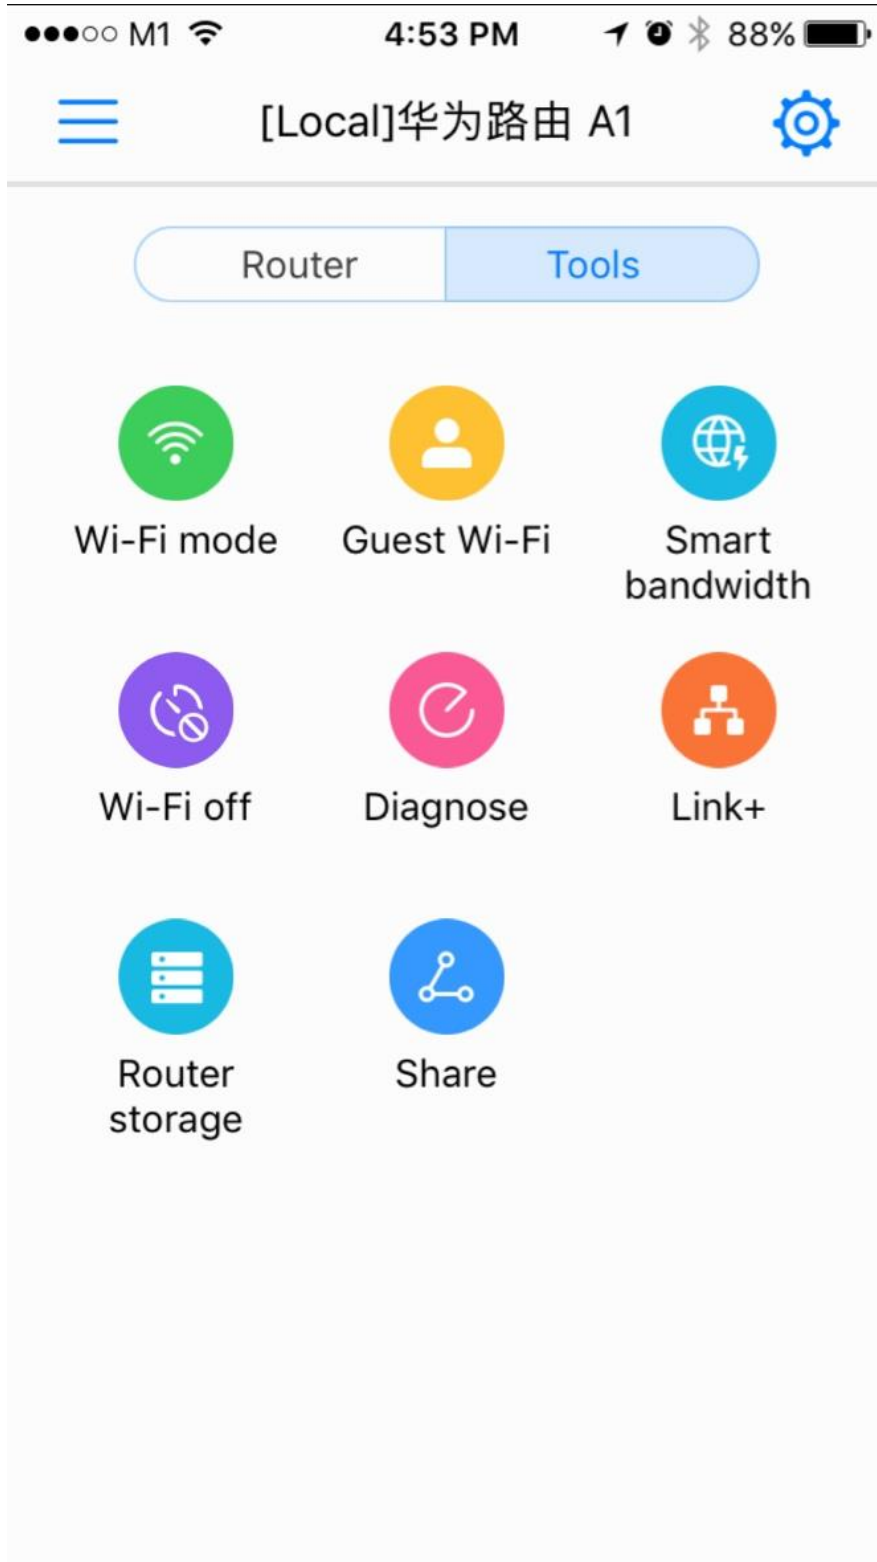 M1 4:53 PM 88%
[Local]华为路由 A1
Router Tools
Wi-Fi mode Guest Wi-Fi Smart
bandwidth
Wi-Fi off Diagnose Link+
Router Share
storage